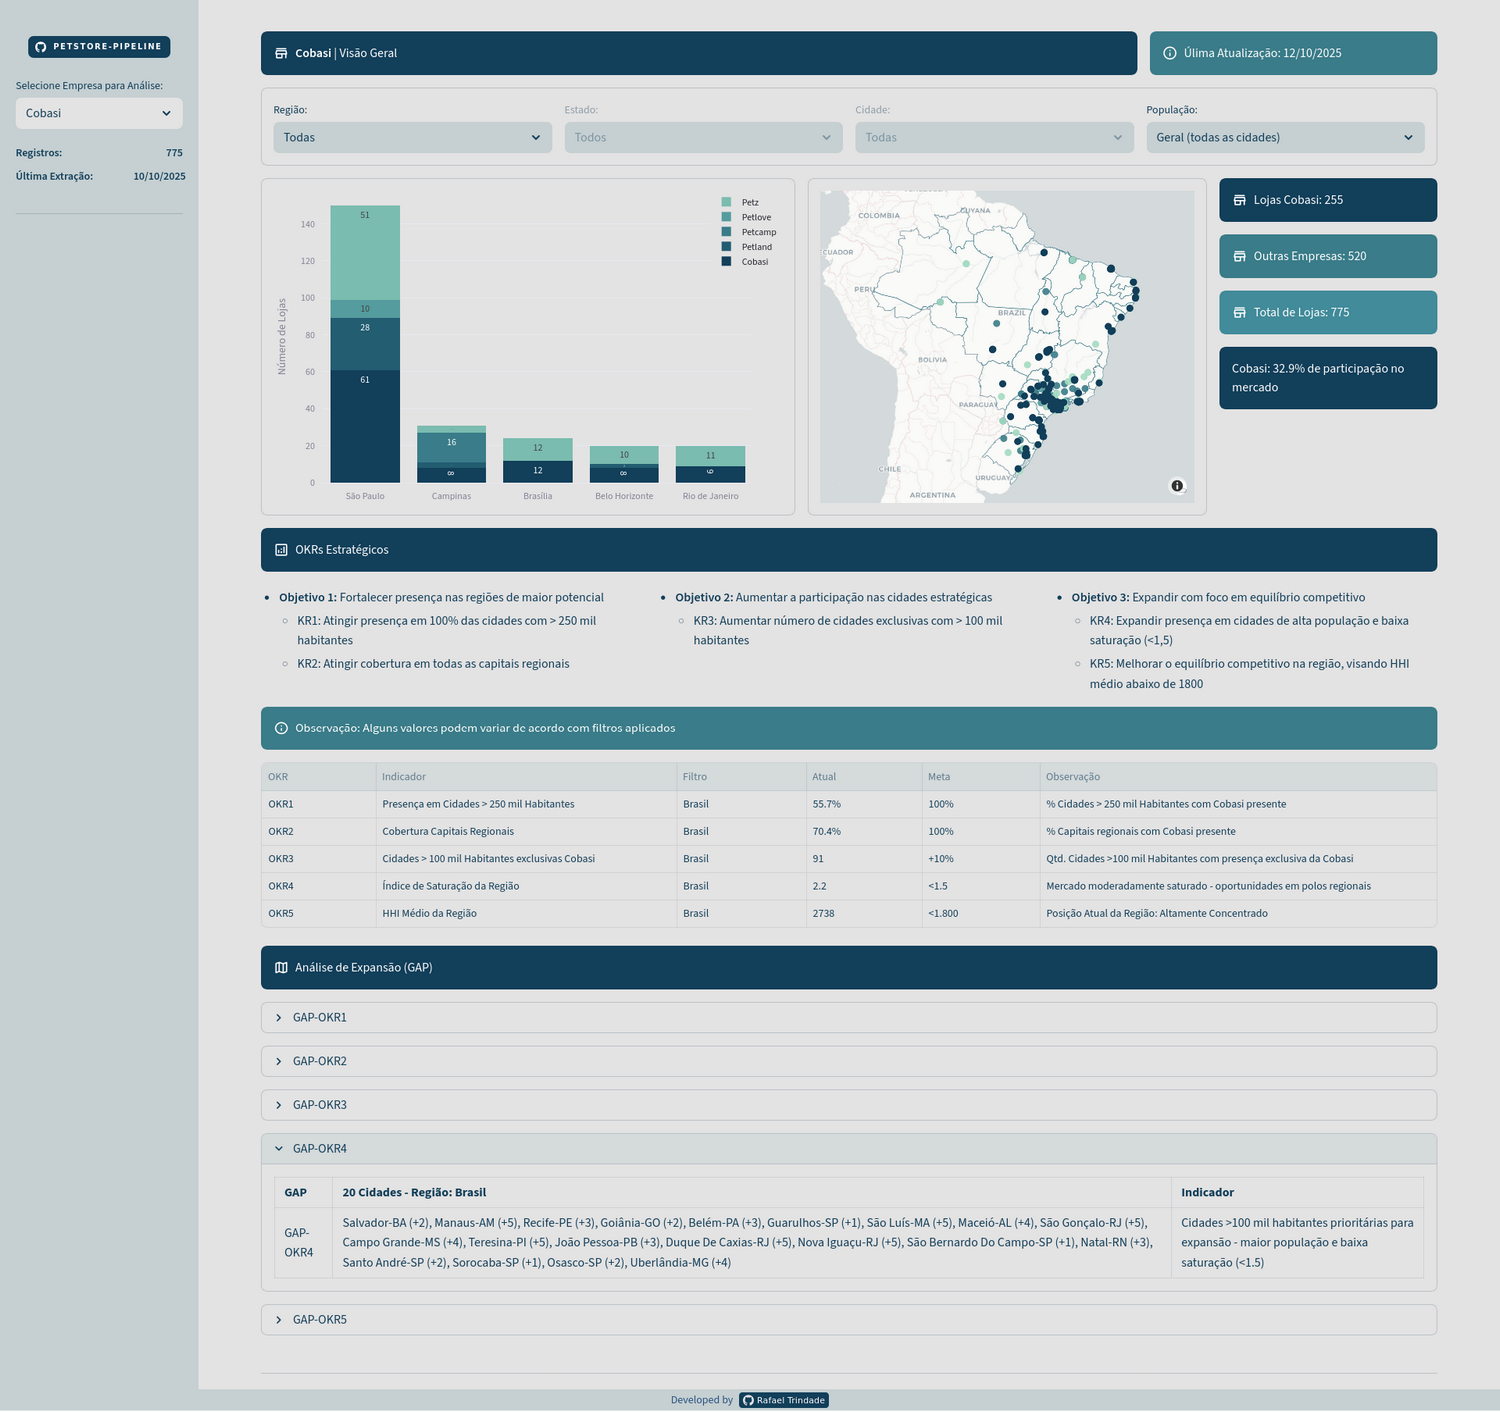 PETSTORE-PIPELINE
Selecione Empresa para Análise:
Cobasi
Registros: 775
Última Extração: 10/10/2025
Cobasi | Visão Geral
Úlima Atualização: 12/10/2025
Região:
Todas
Estado:
Todos
Cidade:
Todas
População:
Geral (todas as cidades)
Número de Lojas
140
120
100
80
60
40
20
0
51
10
28
61
16
8
12
12
10
8
11
9
São Paulo
Campinas
Brasília
Belo Horizonte
Rio de Janeiro
Petz
Petlove
Petcamp
Petland
Cobasi
COLOMBIA
GUYANA
CUADOR
PERU
BRAZIL
BOLIVIA
PARAGUAY
CHILE
URUGUAY
ARGENTINA
Lojas Cobasi: 255
Outras Empresas: 520
Total de Lojas: 775
Cobasi: 32.9% de participação no
mercado
OKRs Estratégicos
Objetivo 1: Fortalecer presença nas regiões de maior potencial
KR1: Atingir presença em 100% das cidades com > 250 mil
habitantes
KR2: Atingir cobertura em todas as capitais regionais
Objetivo 2: Aumentar a participação nas cidades estratégicas
KR3: Aumentar número de cidades exclusivas com > 100 mil
habitantes
Objetivo 3: Expandir com foco em equilíbrio competitivo
KR4: Expandir presença em cidades de alta população e baixa
saturação (<1,5)
KR5: Melhorar o equilíbrio competitivo na região, visando HHI
médio abaixo de 1800
Observação: Alguns valores podem variar de acordo com filtros aplicados
OKR Indicador Filtro Atual Meta Observação
OKR1 Presença em Cidades > 250 mil Habitantes Brasil 55.7% 100% % Cidades > 250 mil Habitantes com Cobasi presente
OKR2 Cobertura Capitais Regionais Brasil 70.4% 100% % Capitais regionais com Cobasi presente
OKR3 Cidades > 100 mil Habitantes exclusivas Cobasi Brasil 91 +10% Qtd. Cidades >100 mil Habitantes com presença exclusiva da Cobasi
OKR4 Índice de Saturação da Região Brasil 2.2 <1.5 Mercado moderadamente saturado - oportunidades em polos regionais
OKR5 HHI Médio da Região Brasil 2738 <1.800 Posição Atual da Região: Altamente Concentrado
Análise de Expansão (GAP)
GAP-OKR1
GAP-OKR2
GAP-OKR3
GAP-OKR4
GAP 20 Cidades - Região: Brasil Indicador
GAP-
OKR4
Salvador-BA (+2), Manaus-AM (+5), Recife-PE (+3), Goiânia-GO (+2), Belém-PA (+3), Guarulhos-SP (+1), São Luís-MA (+5), Maceió-AL (+4), São Gonçalo-RJ (+5),
Campo Grande-MS (+4), Teresina-PI (+5), João Pessoa-PB (+3), Duque De Caxias-RJ (+5), Nova Iguaçu-RJ (+5), São Bernardo Do Campo-SP (+1), Natal-RN (+3),
Santo André-SP (+2), Sorocaba-SP (+1), Osasco-SP (+2), Uberlândia-MG (+4)
Cidades >100 mil habitantes prioritárias para
expansão - maior população e baixa
saturação (<1.5)
GAP-OKR5
Developed by Rafael Trindade